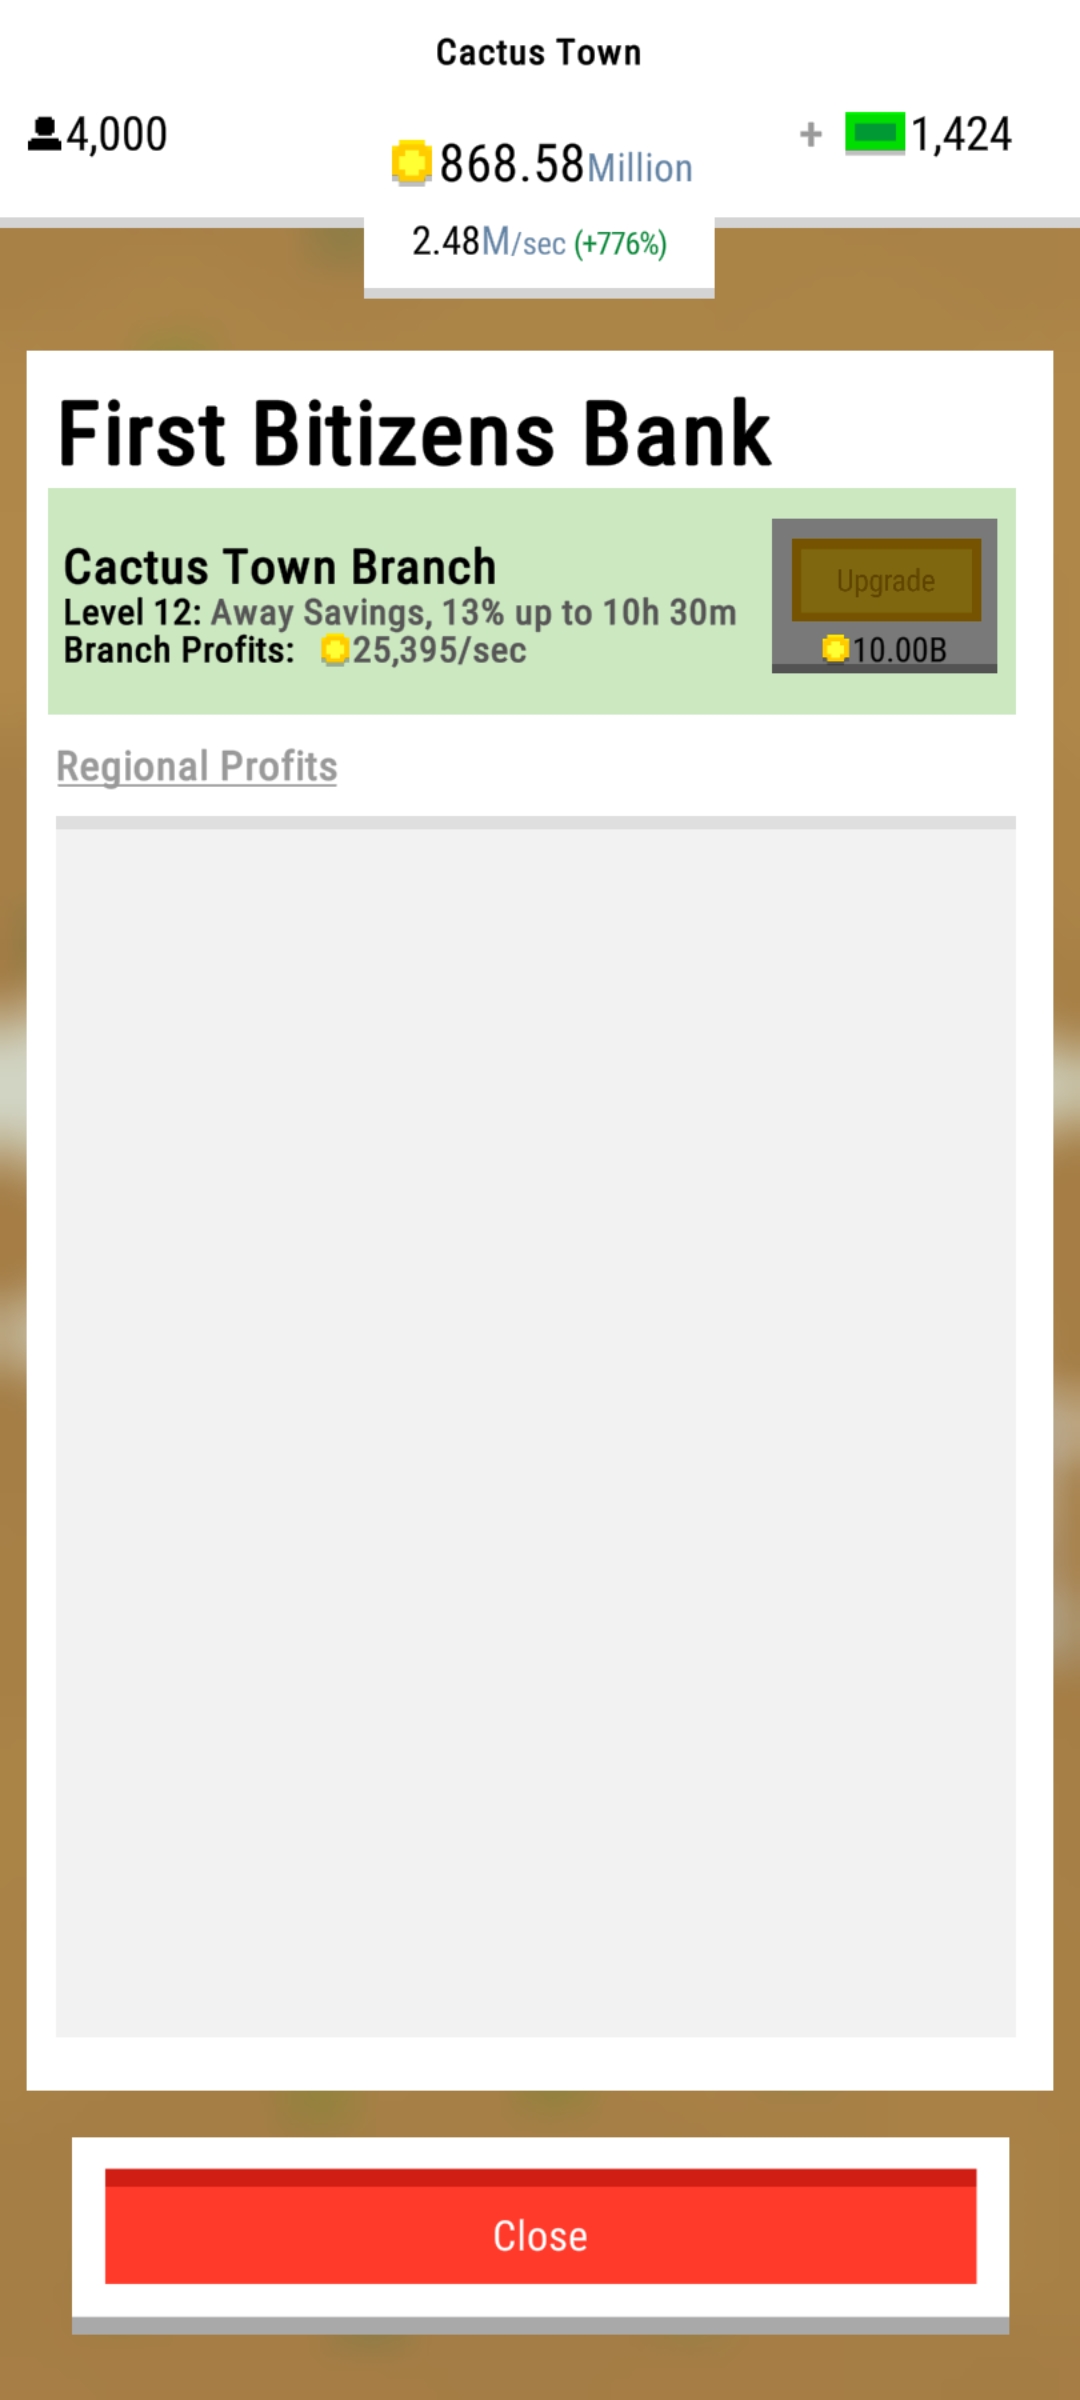 Cactus Town
4,000
868.58Million
+ 1,424
2.48M/sec (+776%)
First Bitizens Bank
Cactus Town Branch
Level 12: Away Savings, 13% up to 10h 30m
Branch Profits: 25,395/sec
Upgrade
10.00B
Regional Profits
Close